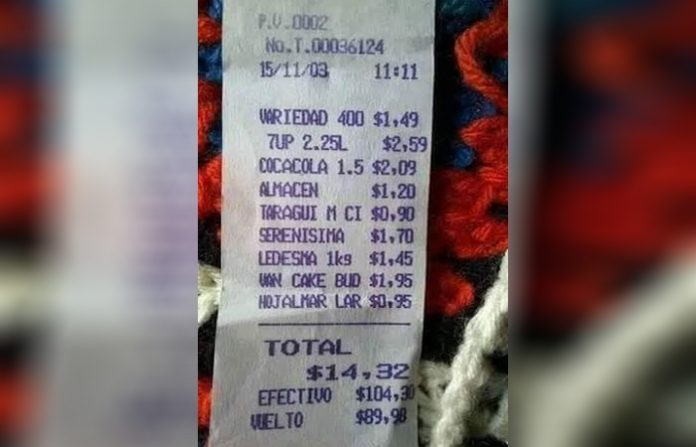 P.V.0002
No.T.00036124
15/11/03 11:11
VARIEDAD 400 $1,49
7UP 2.25L $2,59
COCACOLA 1.5 $2,09
ALMACEN $1,20
TARAGUI M CI $0,90
SERENISIMA $1,70
LEDESMA 1kg $1,45
VAN CAKE BUD $1,95
HOJALMAR LAR $0,95
TOTAL
$14,32
EFECTIVO $104,30
VUELTO $89,98